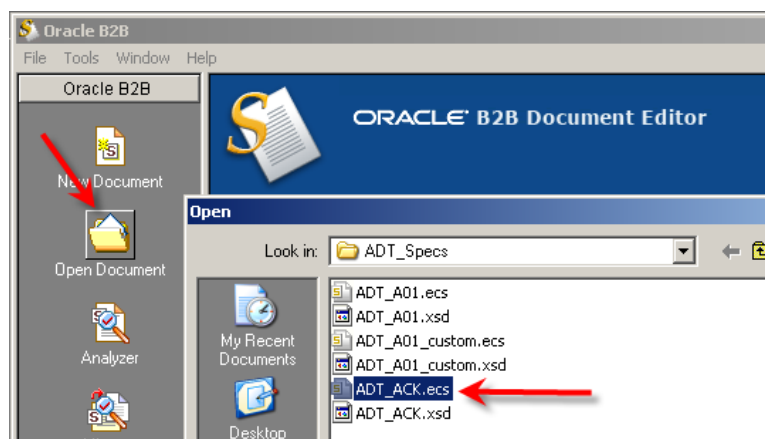 Oracle B2B
File Tools Window Help
Oracle B2B
ORACLE B2B Document Editor
New Document
Open Document
Analyzer
Open
Look in: ADT_Specs
My Recent
Documents
Desktop
ADT_A01.ecs
ADT_A01.xsd
ADT_A01_custom.ecs
ADT_A01_custom.xsd
ADT_ACK.ecs
ADT_ACK.xsd